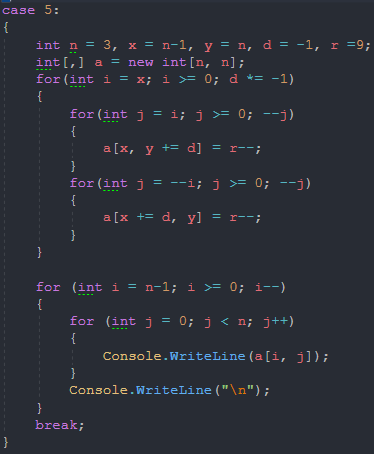 case 5:
{
int n = 3, x = n-1, y = n, d = -1, r =9;
int[,] a = new int[n, n];
for(int i = x; i >= 0; d *= -1)
{
for(int j = i; j >= 0; --j)
{
a[x, y += d] = r--;
}
for(int j = --i; j >= 0; --j)
{
a[x += d, y] = r--;
}
}
for (int i = n-1; i >= 0; i--)
{
for (int j = 0; j < n; j++)
{
Console.WriteLine(a[i, j]);
}
Console.WriteLine("\n");
}
break;
}